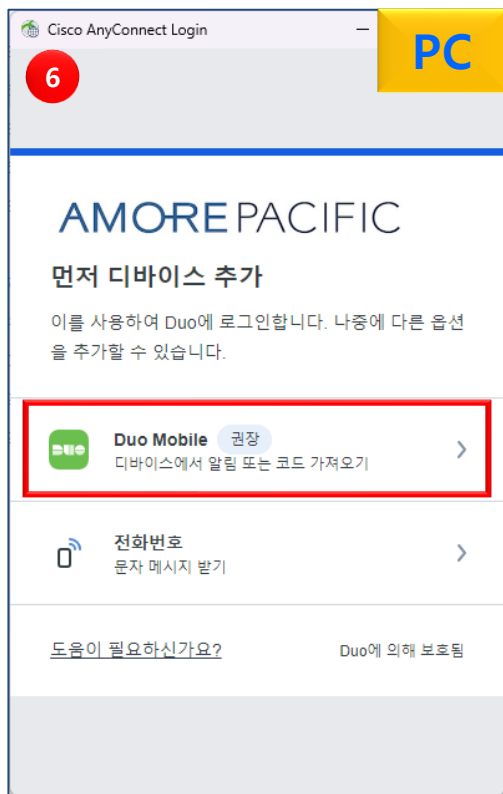 Cisco AnyConnect Login
PC
6
AMOREPACIFIC
먼저 디바이스 추가
이를 사용하여 Duo에 로그인합니다. 나중에 다른 옵션
을 추가할 수 있습니다.
Duo Mobile 권장
디바이스에서 알림 또는 코드 가져오기
DUO
전화번호
문자 메시지 받기
도움이 필요하신가요?
Duo에 의해 보호됨